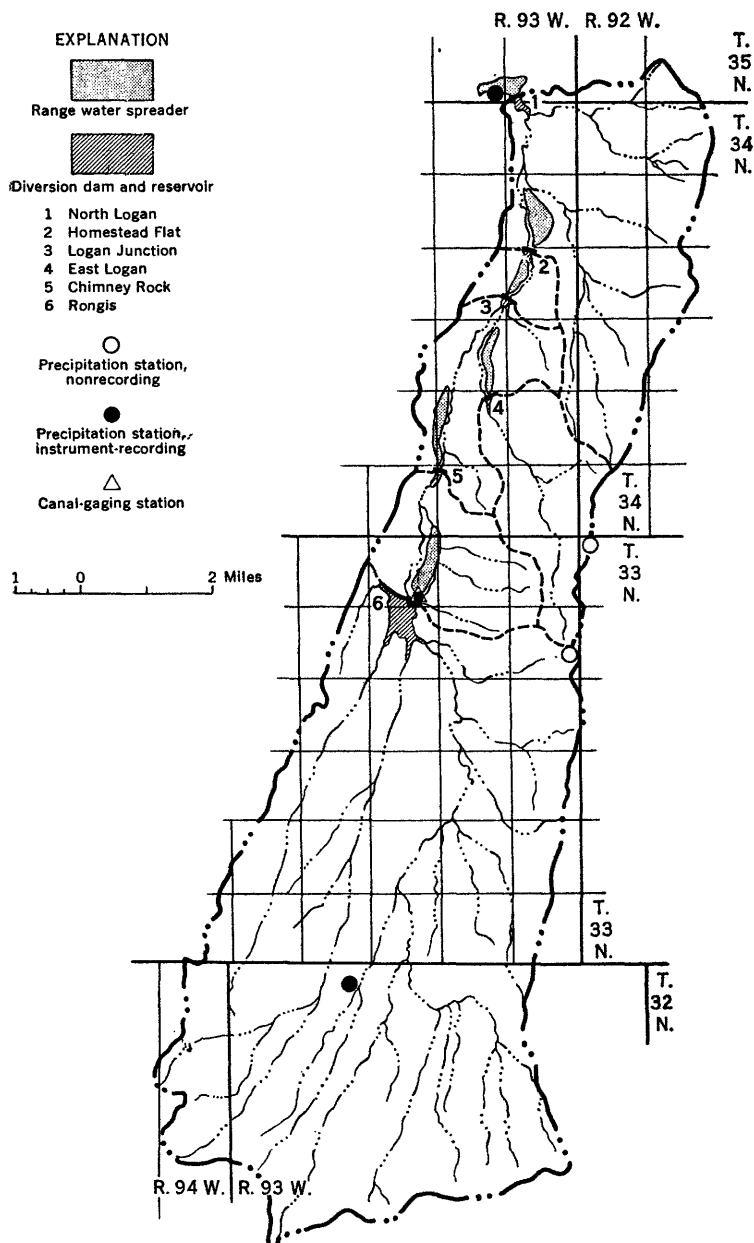 EXPLANATION
Range water spreader
Diversion dam and reservoir
1 North Logan
2 Homestead Flat
3 Logan Junction
4 East Logan
5 Chimney Rock
6 Rongis
Precipitation station,
nonrecording
Precipitation station,
instrument-recording
Canal-gaging station
1 0 2 Miles
R. 93 W. R. 92 W.
T.
35
N.
T.
34
N.
1
2
3
4
5
T.
34
N.
T.
33
N.
6
T.
33
N.
T.
32
N.
R. 94 W. R. 93 W.